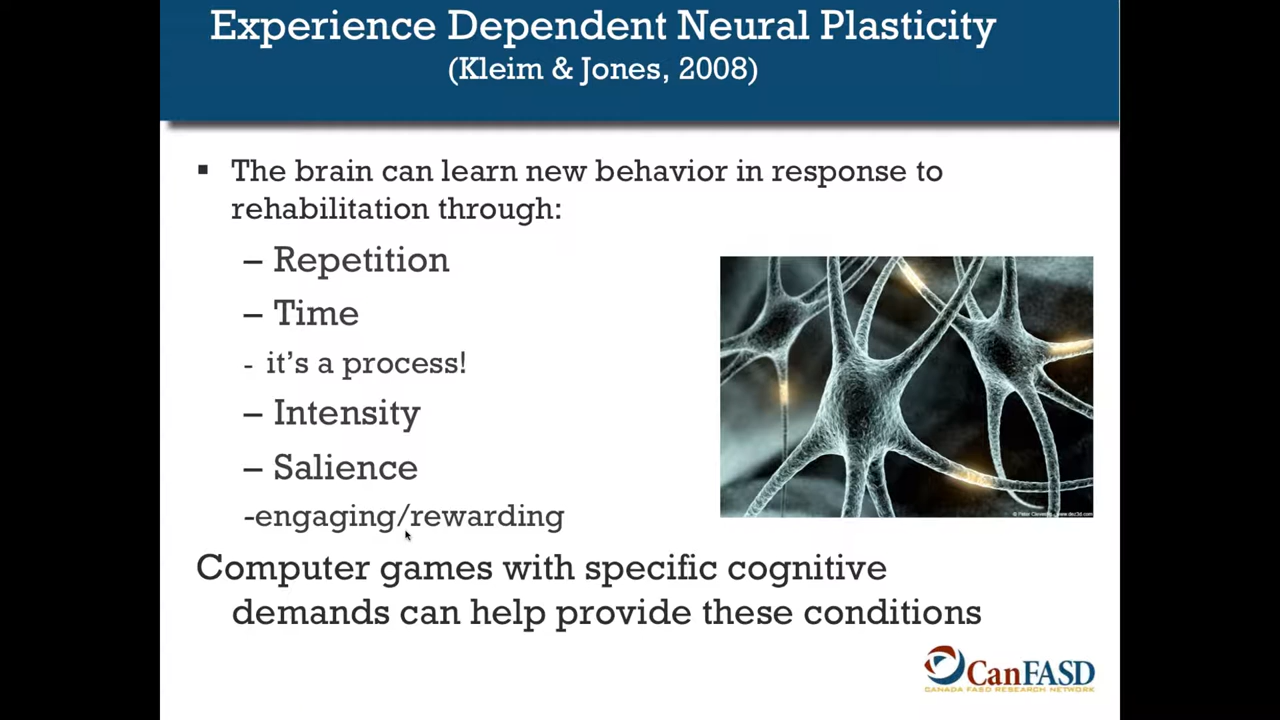 Experience Dependent Neural Plasticity
(Kleim & Jones, 2008)
▪ The brain can learn new behavior in response to
rehabilitation through:
– Repetition
– Time
- it's a process!
– Intensity
– Salience
-engaging/rewarding
Computer games with specific cognitive
demands can help provide these conditions
CanFASD
CANADA FASD RESEARCH NETWORK